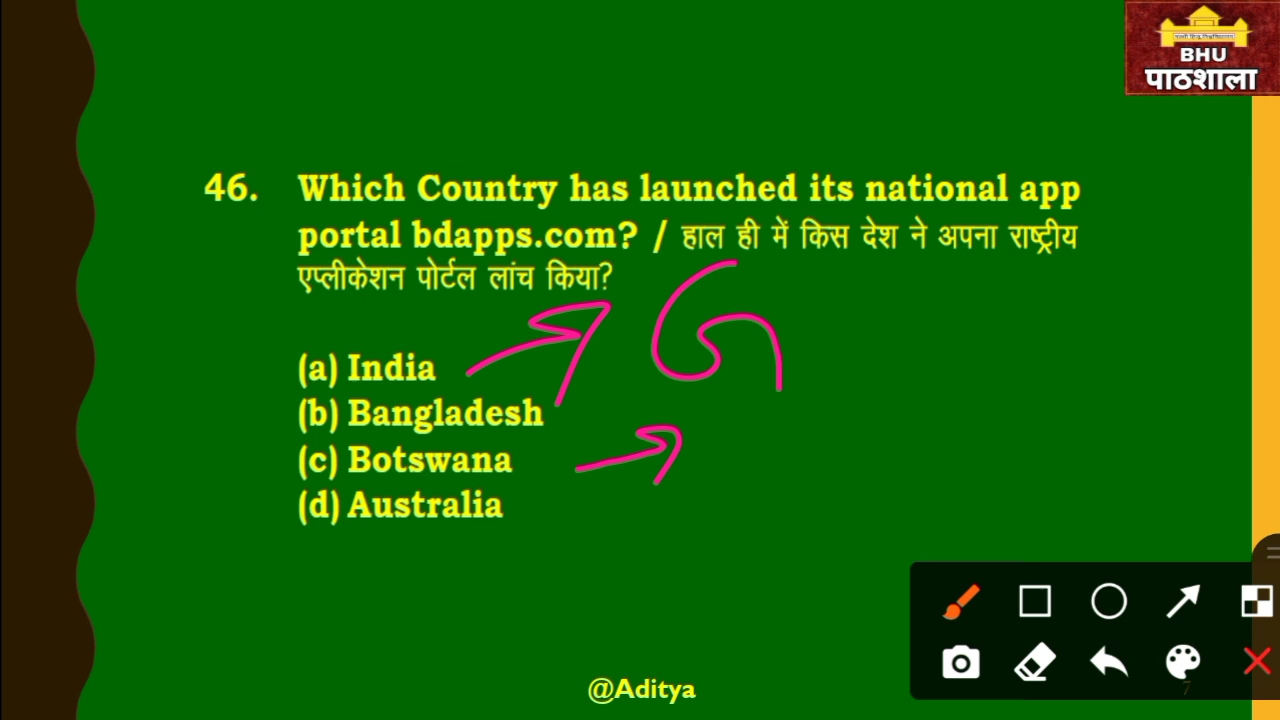 BHU
पाठशाला
46. Which Country has launched its national app
portal bdapps.com? / हाल ही में किस देश ने अपना राष्ट्रीय
एप्लीकेशन पोर्टल लांच किया?
(a) India
(b) Bangladesh
(c) Botswana
(d) Australia
@Aditya
7